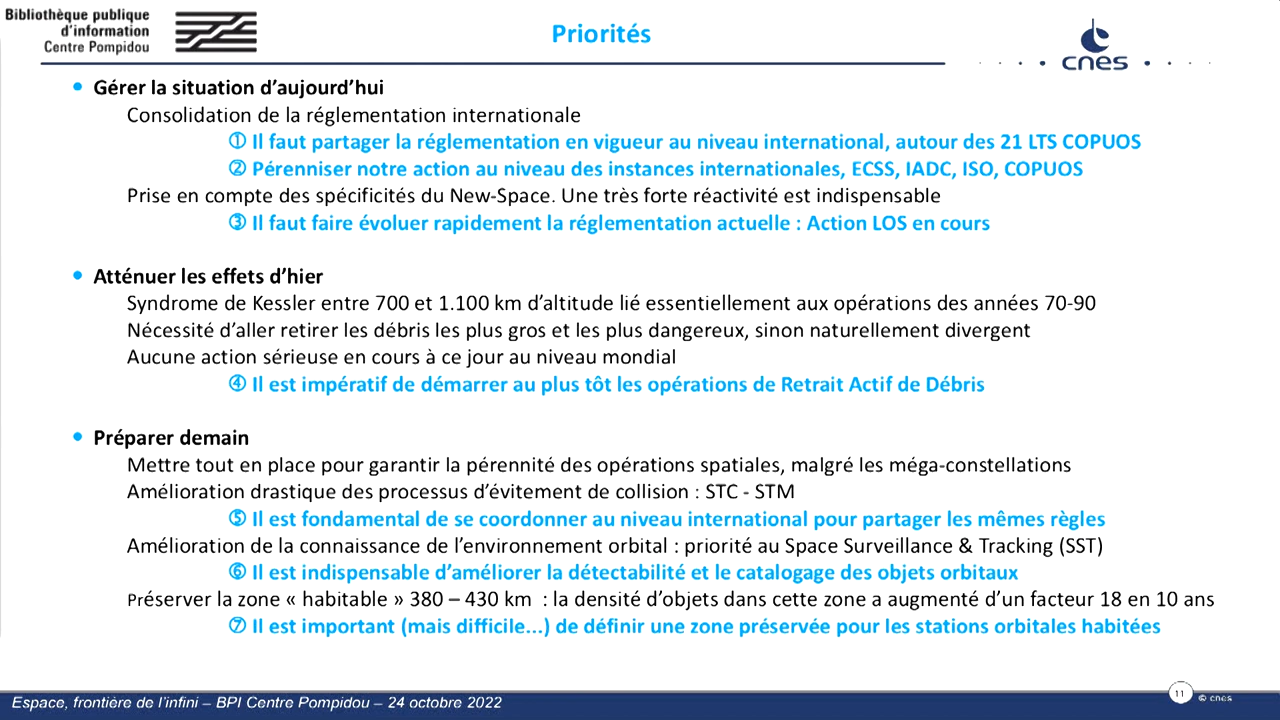 Bibliothèque publique
d'information
Centre Pompidou
Priorités
cnes
• Gérer la situation d'aujourd'hui
Consolidation de la réglementation internationale
① Il faut partager la réglementation en vigueur au niveau international, autour des 21 LTS COPUOS
② Pérenniser notre action au niveau des instances internationales, ECSS, IADC, ISO, COPUOS
Prise en compte des spécificités du New-Space. Une très forte réactivité est indispensable
③ Il faut faire évoluer rapidement la réglementation actuelle : Action LOS en cours
• Atténuer les effets d'hier
Syndrome de Kessler entre 700 et 1.100 km d'altitude lié essentiellement aux opérations des années 70-90
Nécessité d'aller retirer les débris les plus gros et les plus dangereux, sinon naturellement divergent
Aucune action sérieuse en cours à ce jour au niveau mondial
④ Il est impératif de démarrer au plus tôt les opérations de Retrait Actif de Débris
• Préparer demain
Mettre tout en place pour garantir la pérennité des opérations spatiales, malgré les méga-constellations
Amélioration drastique des processus d'évitement de collision : STC - STM
⑤ Il est fondamental de se coordonner au niveau international pour partager les mêmes règles
Amélioration de la connaissance de l'environnement orbital : priorité au Space Surveillance & Tracking (SST)
⑥ Il est indispensable d'améliorer la détectabilité et le catalogage des objets orbitaux
Préserver la zone « habitable » 380 – 430 km : la densité d'objets dans cette zone a augmenté d'un facteur 18 en 10 ans
⑦ Il est important (mais difficile...) de définir une zone préservée pour les stations orbitales habitées
Espace, frontière de l'infini – BPI Centre Pompidou – 24 octobre 2022
11
© cnes